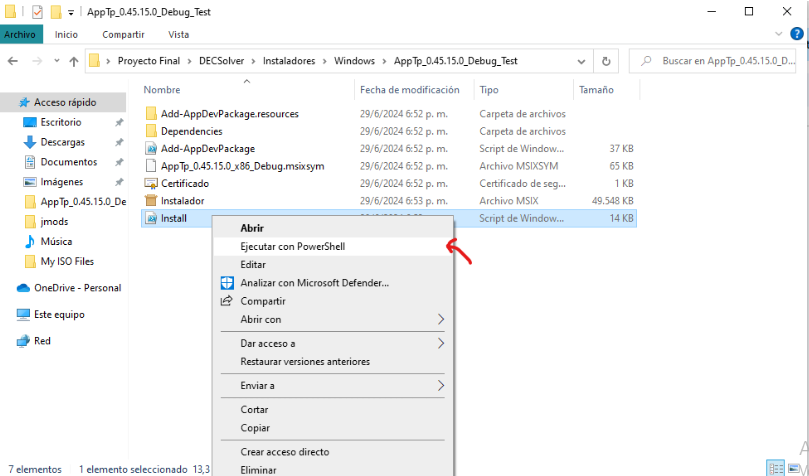 AppTp_0.45.15.0_Debug_Test
Archivo Inicio Compartir Vista
Proyecto Final > DECSolver > Instaladores > Windows > AppTp_0.45.15.0_Debug_Test
Buscar en AppTp_0.45.15.0_D...
Nombre Fecha de modificación Tipo Tamaño
Acceso rápido
Escritorio
Descargas
Documentos
Imágenes
AppTp_0.45.15.0_De
jmods
Música
My ISO Files
OneDrive - Personal
Este equipo
Red
Add-AppDevPackage.resources 29/6/2024 6:52 p. m. Carpeta de archivos
Dependencies 29/6/2024 6:52 p. m. Carpeta de archivos
Add-AppDevPackage 29/6/2024 6:52 p. m. Script de Window... 37 KB
AppTp_0.45.15.0_x86_Debug.msixsym 29/6/2024 6:52 p. m. Archivo MSIXSYM 65 KB
Certificado 29/6/2024 6:52 p. m. Certificado de seg... 1 KB
Instalador 29/6/2024 6:53 p. m. Archivo MSIX 49.548 KB
Install Script de Window... 14 KB
Abrir
Ejecutar con PowerShell
Editar
Analizar con Microsoft Defender...
Compartir
Abrir con
Dar acceso a
Restaurar versiones anteriores
Enviar a
Cortar
Copiar
Crear acceso directo
Eliminar
7 elementos 1 elemento seleccionado 13,3